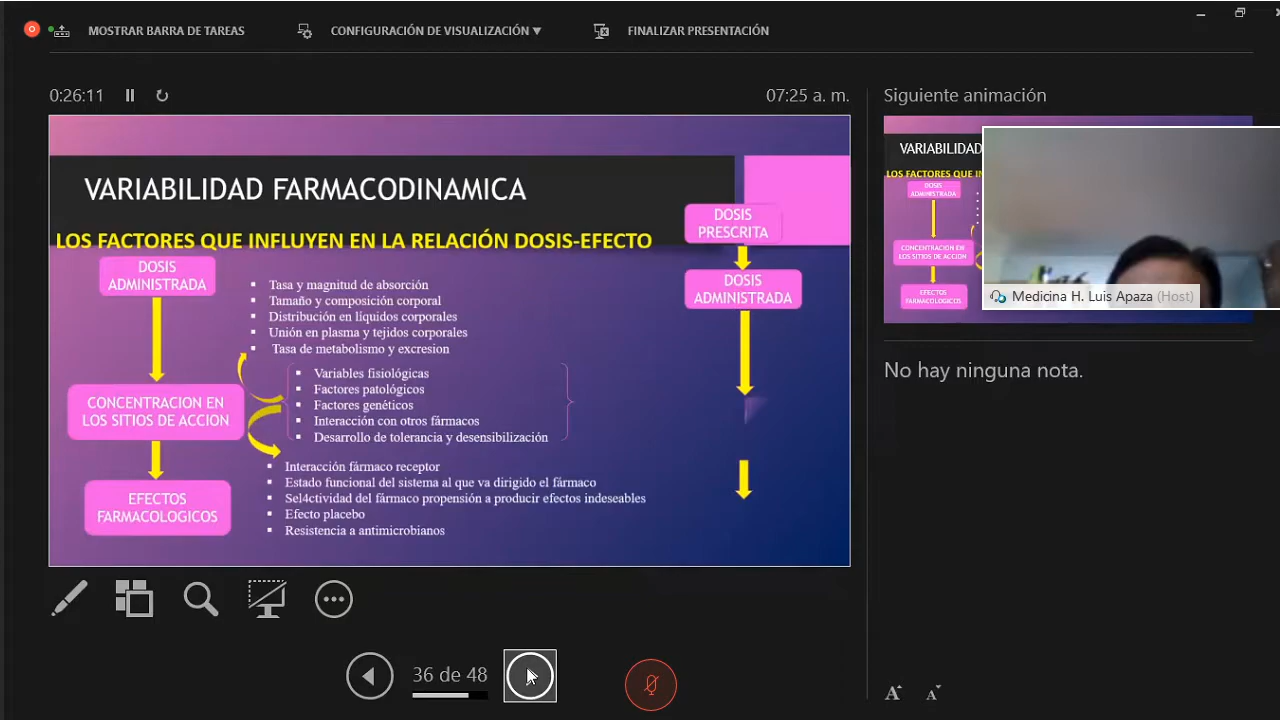 MOSTRAR BARRA DE TAREAS
CONFIGURACIÓN DE VISUALIZACIÓN ▼
FINALIZAR PRESENTACIÓN
0:26:11
07:25 a. m.
Siguiente animación
VARIABILIDAD FARMACODINAMICA
LOS FACTORES QUE INFLUYEN EN LA RELACIÓN DOSIS-EFECTO
DOSIS
PRESCRITA
DOSIS
ADMINISTRADA
DOSIS
ADMINISTRADA
▪ Tasa y magnitud de absorción
▪ Tamaño y composición corporal
▪ Distribución en líquidos corporales
▪ Unión en plasma y tejidos corporales
▪ Tasa de metabolismo y excresion
▪ Variables fisiológicas
▪ Factores patológicos
▪ Factores genéticos
▪ Interacción con otros fármacos
▪ Desarrollo de tolerancia y desensibilización
CONCENTRACION EN
LOS SITIOS DE ACCION
▪ Interacción fármaco receptor
▪ Estado funcional del sistema al que va dirigido el fármaco
▪ Sel4ctividad del fármaco propensión a producir efectos indeseables
▪ Efecto placebo
▪ Resistencia a antimicrobianos
EFECTOS
FARMACOLOGICOS
VARIABILIDAD
LOS FACTORES QUE IN
DOSIS
ADMINISTRADA
CONCENTRACION EN
LOS SITIOS DE ACCION
EFECTOS
FARMACOLOGICOS
Medicina H. Luis Apaza (Host)
No hay ninguna nota.
36 de 48
A A